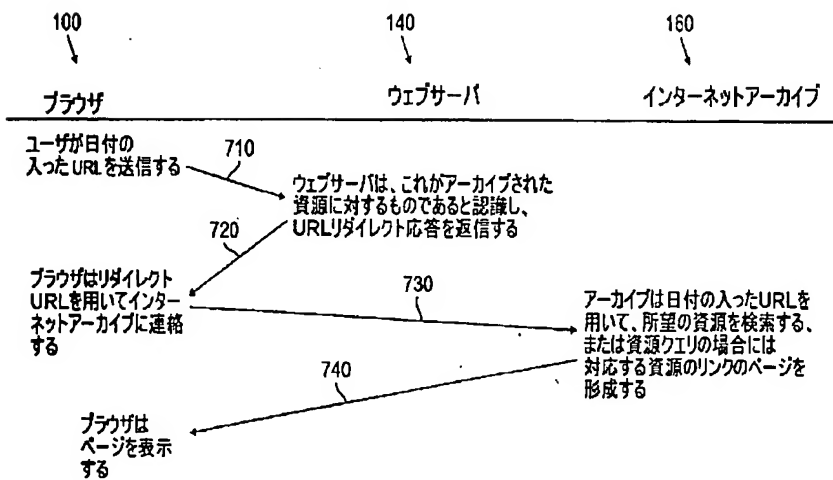 100
140
160
ブラウザ
ウェブサーバ
インターネットアーカイブ
ユーザが日付の
入ったURLを送信する
710
ウェブサーバは、これがアーカイブされた
資源に対するものであると認識し、
URLリダイレクト応答を返信する
720
ブラウザはリダイレクト
URLを用いてインター
ネットアーカイブに連絡
する
730
アーカイブは日付の入ったURLを
用いて、所望の資源を検索する、
または資源クエリの場合には
対応する資源のリンクのページを
形成する
740
ブラウザは
ページを表示
する